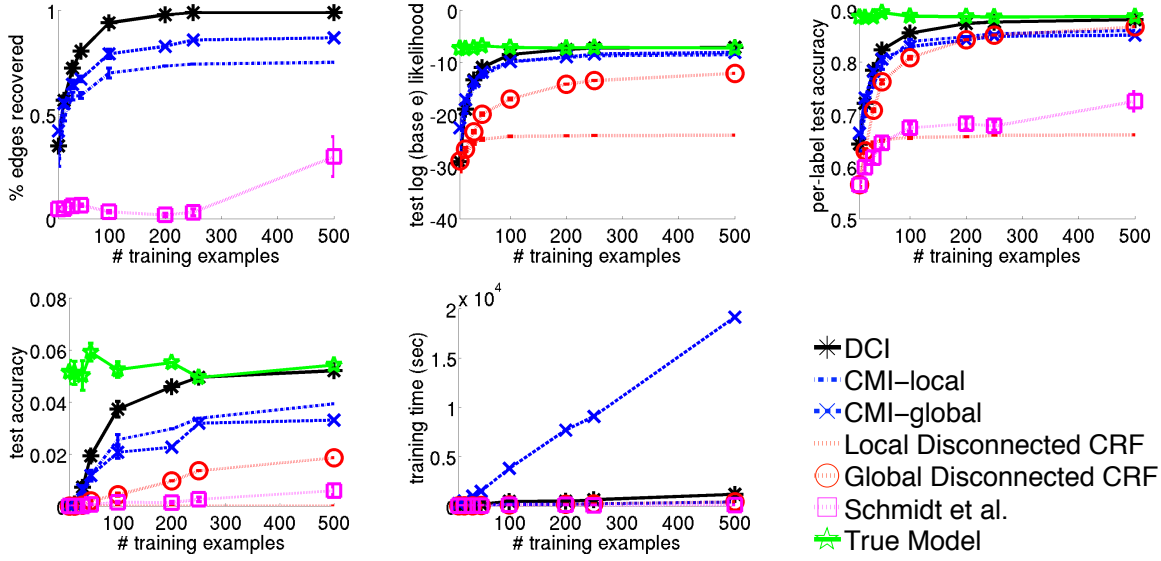 % edges recovered
1
0.5
0
100 200 300 400 500
# training examples
test log (base e) likelihood
0
-10
-20
-30
-40
100 200 300 400 500
# training examples
per-label test accuracy
0.9
0.8
0.7
0.6
0.5
100 200 300 400 500
# training examples
test accuracy
0.08
0.06
0.04
0.02
0
100 200 300 400 500
# training examples
training time (sec)
x 10^4
2
1.5
1
0.5
0
100 200 300 400 500
# training examples
DCI
CMI-local
CMI-global
Local Disconnected CRF
Global Disconnected CRF
Schmidt et al.
True Model